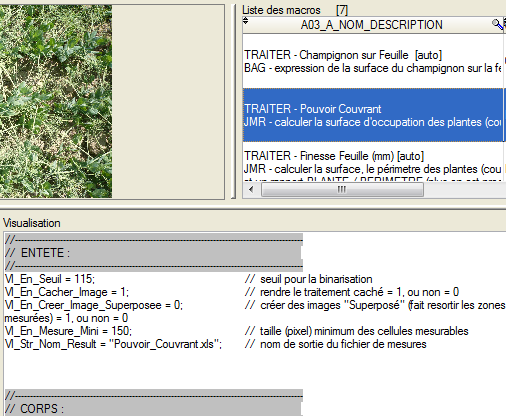 Liste des macros [7]
A03_A_NOM_DESCRIPTION
TRAITER - Champignon sur Feuille [auto]
BAG - expression de la surface du champignon sur la fe
TRAITER - Pouvoir Couvrant
JMR - calculer la surface d'occupation des plantes (cou
TRAITER - Finesse Feuille (mm) [auto]
JMR - calculer la surface, le périmetre des plantes (cou
Visualisation
//--------------------------------------------------
// ENTETE :
//--------------------------------------------------
VI_En_Seuil = 115; // seuil pour la binarisation
VI_En_Cacher_Image = 1; // rendre le traitement caché = 1, ou non = 0
VI_En_Creer_Image_Superposee = 0; // créer des images "Superposé" (fait resortir les zones
mesurées) = 1, ou non = 0
VI_En_Mesure_Mini = 150; // taille (pixel) minimum des cellules mesurables
VI_Str_Nom_Result = "Pouvoir_Couvrant.xls"; // nom de sortie du fichier de mesures
//--------------------------------------------------
// CORPS :